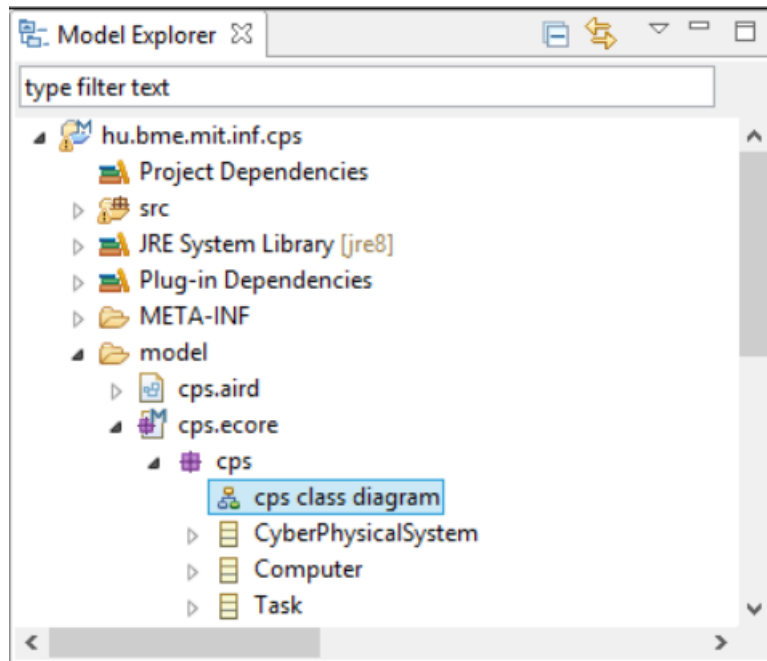 Model Explorer
type filter text
hu.bme.mit.inf.cps
Project Dependencies
src
JRE System Library [jre8]
Plug-in Dependencies
META-INF
model
cps.aird
cps.ecore
cps
cps class diagram
CyberPhysicalSystem
Computer
Task